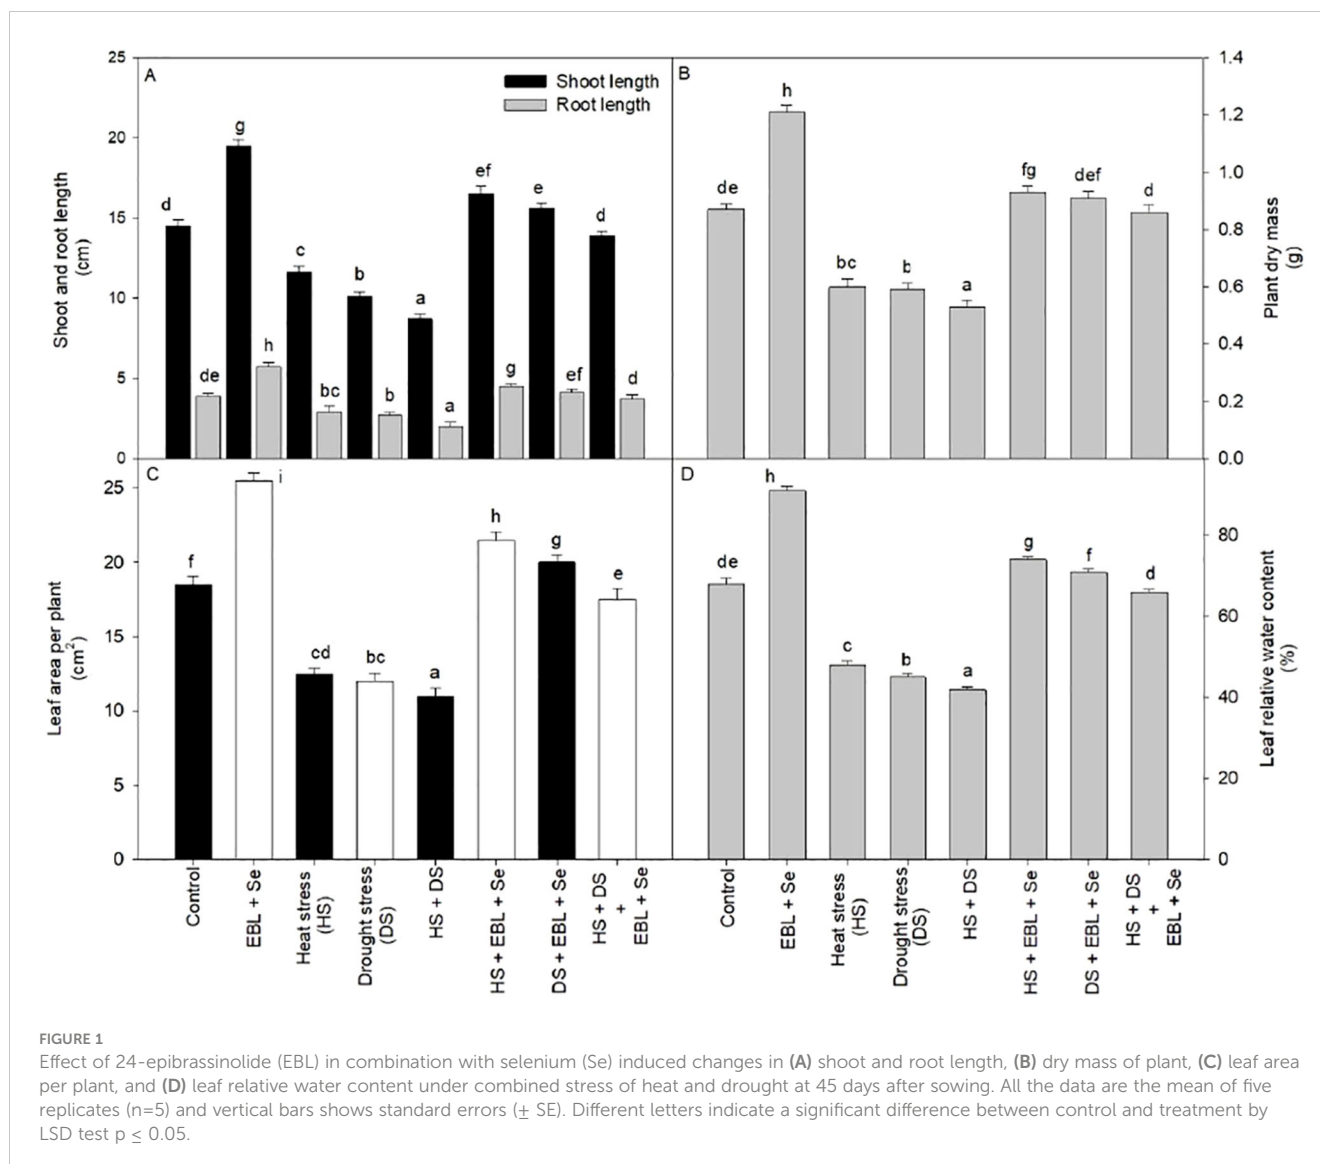 25
20
15
10
5
0
Shoot and root length
(cm)
A
Shoot length
Root length
d
de
g
h
c
bc
b
b
a
a
ef
g
e
ef
d
d
B
de
h
bc
b
a
fg
def
d
1.4
1.2
1.0
0.8
0.6
0.4
0.2
0.0
Plant dry mass
(g)
25
20
15
10
5
0
Leaf area per plant
(cm2)
C
f
i
cd
bc
a
h
g
e
D
de
h
c
b
a
g
f
d
80
60
40
20
0
Leaf relative water content
(%)
Control
EBL + Se
Heat stress
(HS)
Drought stress
(DS)
HS + DS
HS + EBL + Se
DS + EBL + Se
HS + DS
+
EBL + Se
Control
EBL + Se
Heat stress
(HS)
Drought stress
(DS)
HS + DS
HS + EBL + Se
DS + EBL + Se
HS + DS
+
EBL + Se
FIGURE 1
Effect of 24-epibrassinolide (EBL) in combination with selenium (Se) induced changes in (A) shoot and root length, (B) dry mass of plant, (C) leaf area
per plant, and (D) leaf relative water content under combined stress of heat and drought at 45 days after sowing. All the data are the mean of five
replicates (n=5) and vertical bars shows standard errors (± SE). Different letters indicate a significant difference between control and treatment by
LSD test p ≤ 0.05.